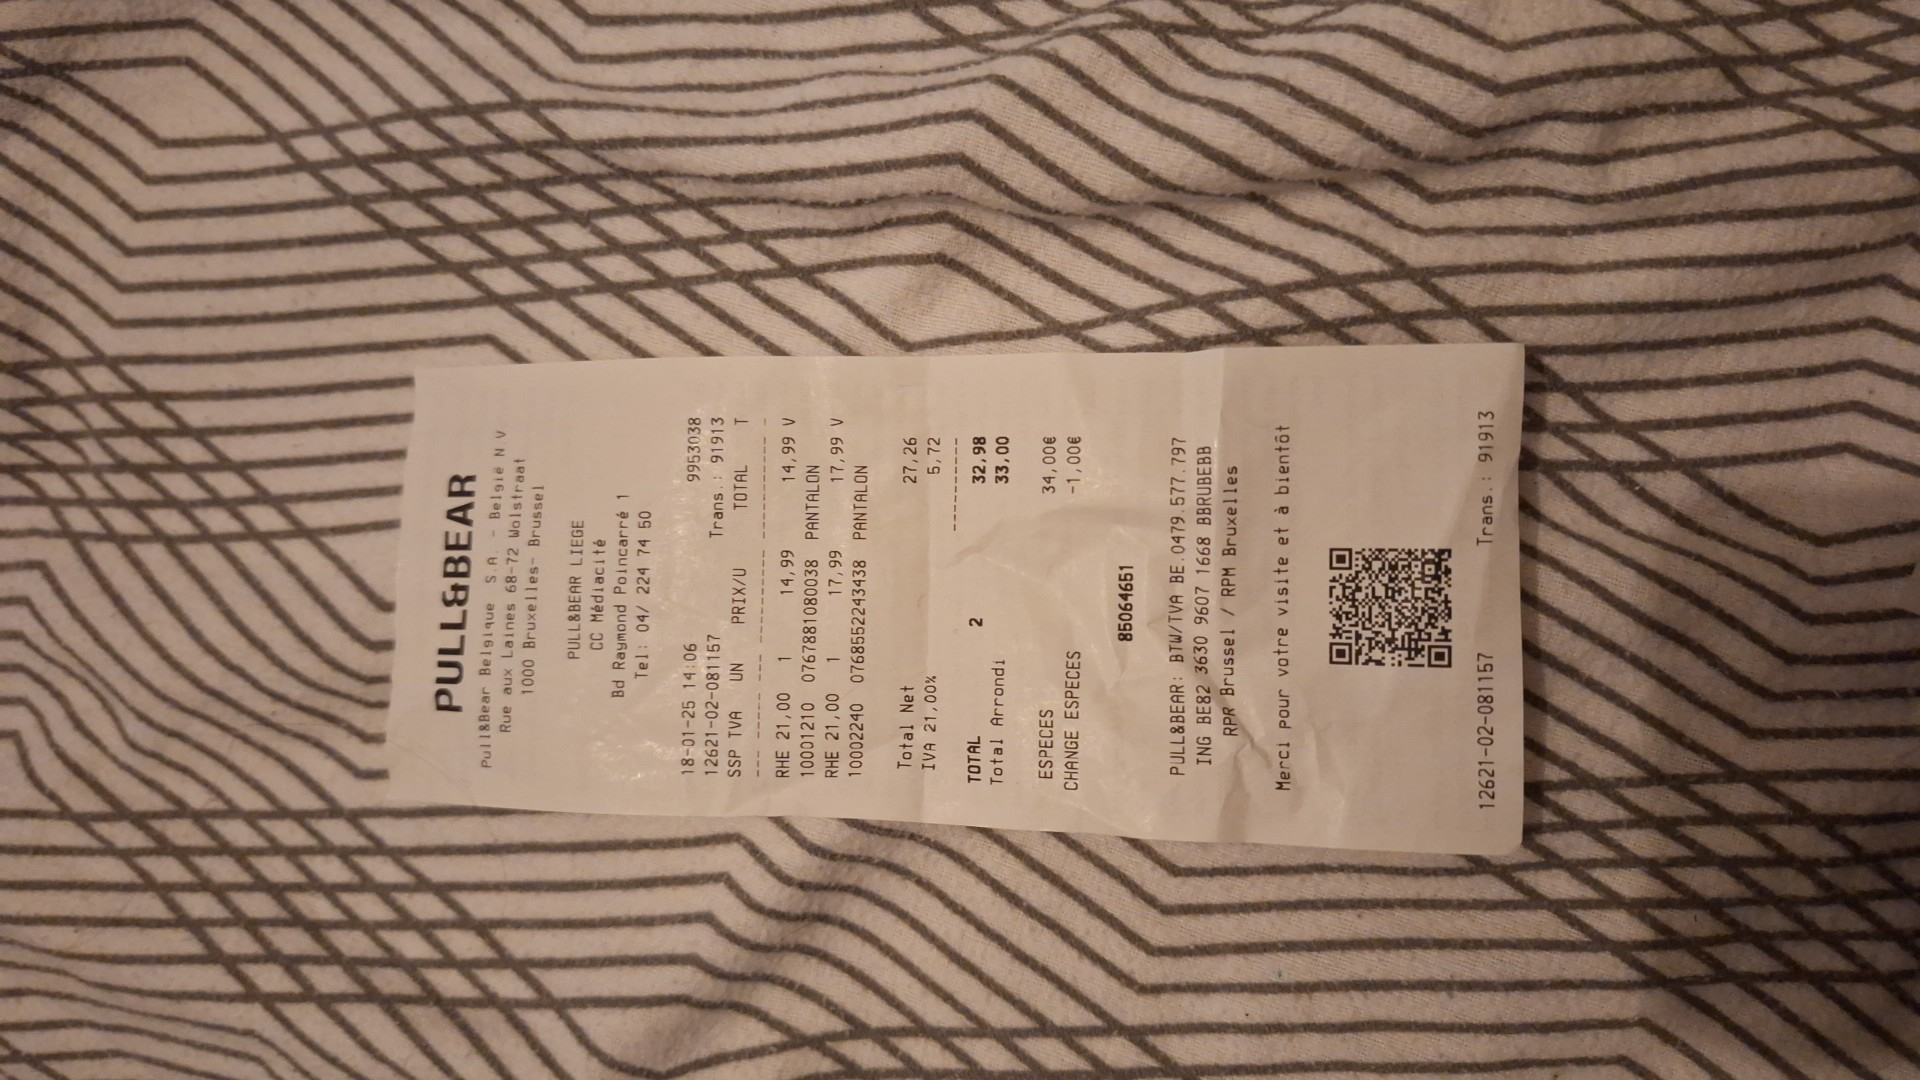 PULL&BEAR
Pull&Bear Belgique S.A. - België N V
Rue aux Laines 68-72 Wolstraat
1000 Bruxelles- Brussel
PULL&BEAR LIEGE
CC Médiacité
Bd Raymond Poincarré 1
Tel: 04/ 224 74 50
18-01-25 14:06 9953038
12621-02-081157 Trans.: 91913
SSP TVA UN PRIX/U TOTAL T
RHE 21,00 1 14,99 14,99 V
10001210 0767881080038 PANTALON
RHE 21,00 1 17,99 17,99 V
10002240 0768552243438 PANTALON
Total Net 27,26
IVA 21,00% 5,72
TOTAL 2 32,98
Total Arrondi 33,00
ESPECES 34,00€
CHANGE ESPECES -1,00€
85064651
PULL&BEAR: BTW/TVA BE.0479.577.797
ING BE82 3630 9607 1668 BBRUBEBB
RPR Brussel / RPM Bruxelles
Merci pour votre visite et à bientôt
12621-02-081157 Trans.: 91913